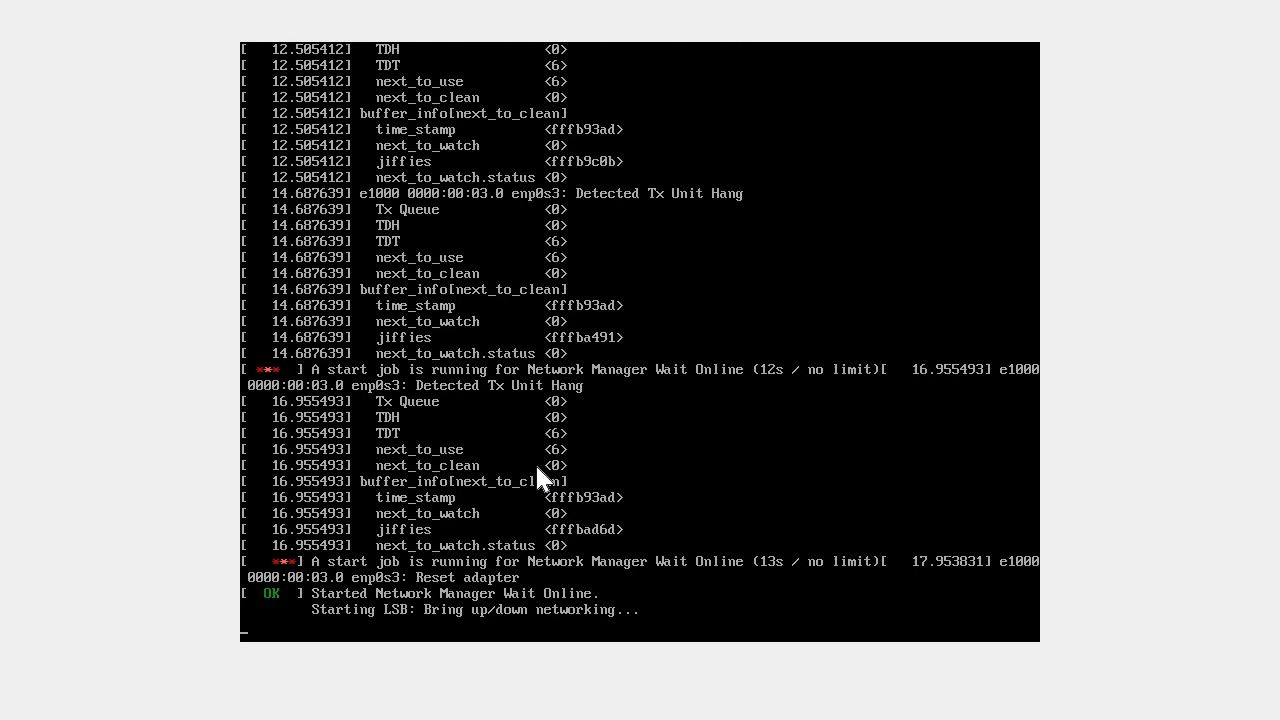 [   12.505412]   TDH                  <0>
[   12.505412]   TDT                  <6>
[   12.505412]   next_to_use          <6>
[   12.505412]   next_to_clean        <0>
[   12.505412] buffer_info[next_to_clean]
[   12.505412]   time_stamp           <fffb93ad>
[   12.505412]   next_to_watch        <0>
[   12.505412]   jiffies              <fffb9c0b>
[   12.505412]   next_to_watch.status <0>
[   14.687639] e1000 0000:00:03.0 enp0s3: Detected Tx Unit Hang
[   14.687639]   Tx Queue             <0>
[   14.687639]   TDH                  <0>
[   14.687639]   TDT                  <6>
[   14.687639]   next_to_use          <6>
[   14.687639]   next_to_clean        <0>
[   14.687639] buffer_info[next_to_clean]
[   14.687639]   time_stamp           <fffb93ad>
[   14.687639]   next_to_watch        <0>
[   14.687639]   jiffies              <fffba491>
[   14.687639]   next_to_watch.status <0>
[ ***  ] A start job is running for Network Manager Wait Online (12s / no limit)[   16.955493] e1000
 0000:00:03.0 enp0s3: Detected Tx Unit Hang
[   16.955493]   Tx Queue             <0>
[   16.955493]   TDH                  <0>
[   16.955493]   TDT                  <6>
[   16.955493]   next_to_use          <6>
[   16.955493]   next_to_clean        <0>
[   16.955493] buffer_info[next_to_clean]
[   16.955493]   time_stamp           <fffb93ad>
[   16.955493]   next_to_watch        <0>
[   16.955493]   jiffies              <fffbad6d>
[   16.955493]   next_to_watch.status <0>
[   ***] A start job is running for Network Manager Wait Online (13s / no limit)[   17.953831] e1000
 0000:00:03.0 enp0s3: Reset adapter
[  OK  ] Started Network Manager Wait Online.
         Starting LSB: Bring up/down networking...